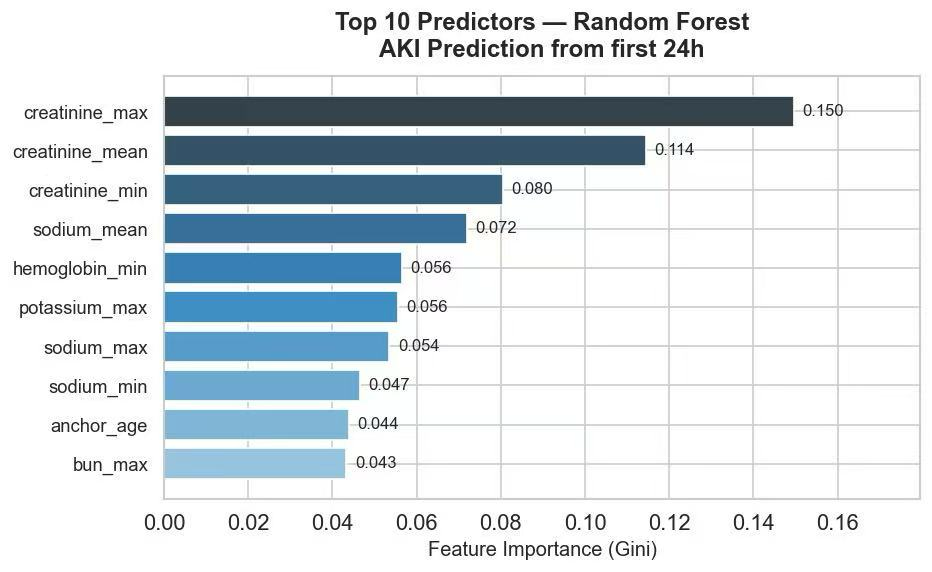 Top 10 Predictors — Random Forest
AKI Prediction from first 24h
creatinine_max 0.150
creatinine_mean 0.114
creatinine_min 0.080
sodium_mean 0.072
hemoglobin_min 0.056
potassium_max 0.056
sodium_max 0.054
sodium_min 0.047
anchor_age 0.044
bun_max 0.043
0.00 0.02 0.04 0.06 0.08 0.10 0.12 0.14 0.16
Feature Importance (Gini)